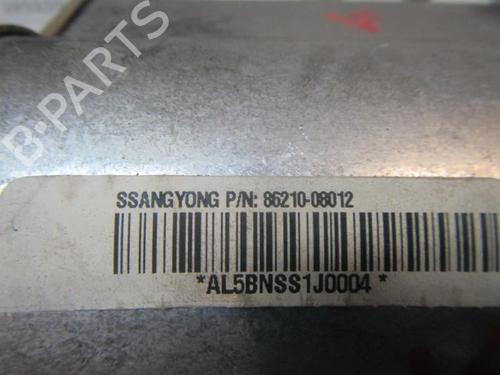 SSANGYONG P/N: 86210-08012
*AL5BNSS1J0004*
B-PARTS